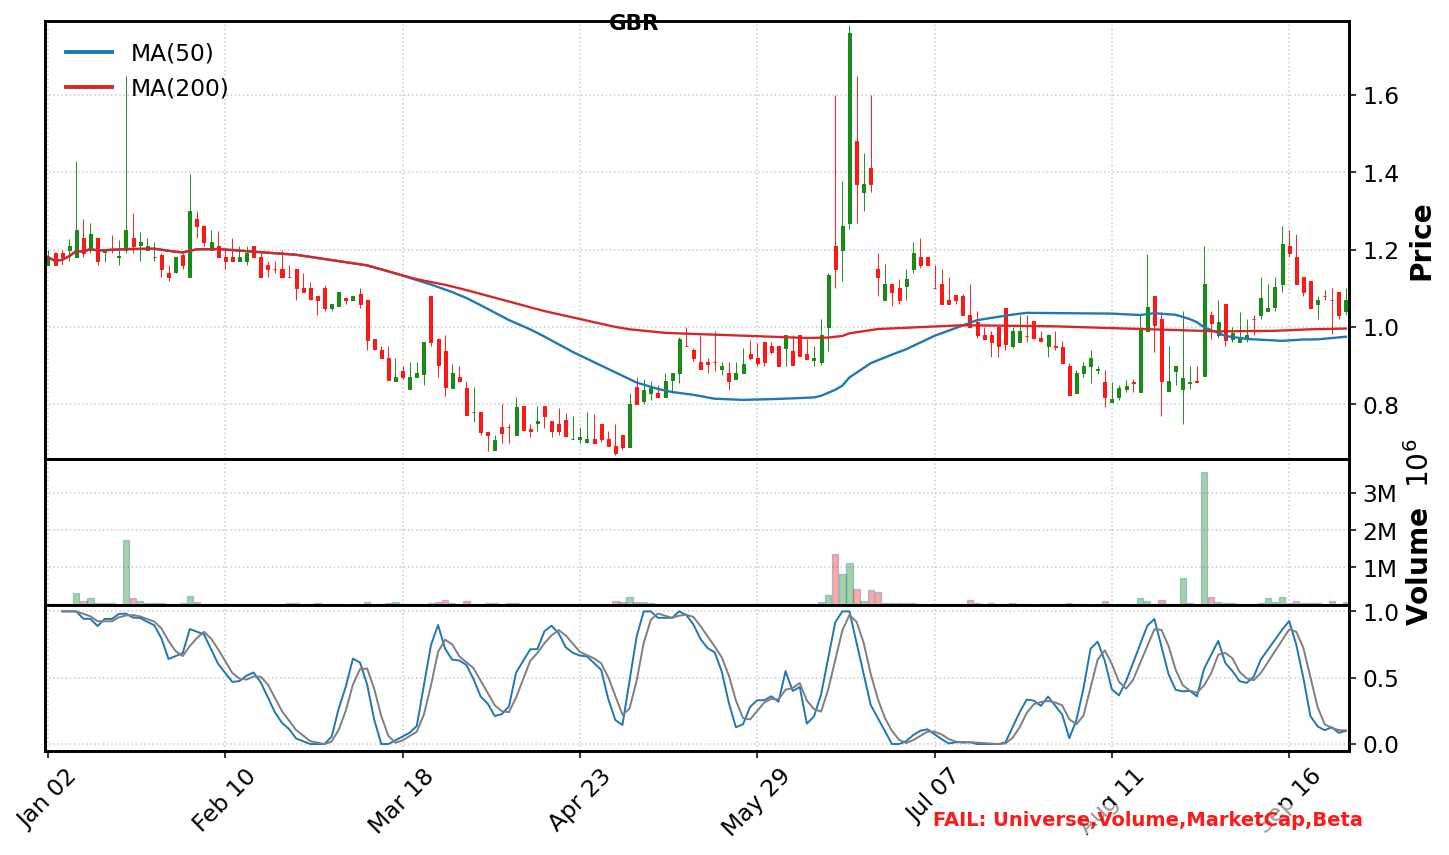 GBR
MA(50)
MA(200)
1.6
1.4
1.2
1.0
0.8
Price
3M
2M
1M
Volume 10^6
1.0
0.5
0.0
Jan 02
Feb 10
Mar 18
Apr 23
May 29
Jul 07
Aug 11
Sep 16
FAIL: Universe,Volume,MarketCap,Beta